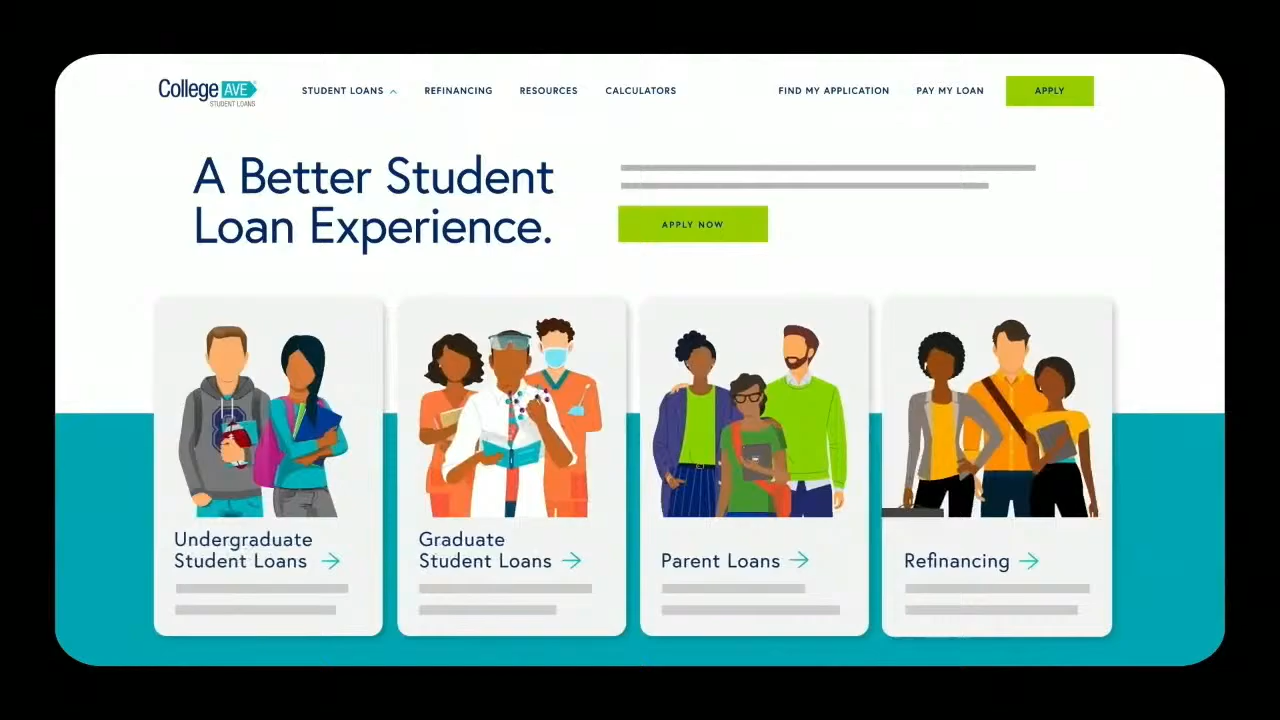 College AVE
STUDENT LOANS
STUDENT LOANS
REFINANCING
RESOURCES
CALCULATORS
FIND MY APPLICATION
PAY MY LOAN
APPLY
A Better Student
Loan Experience.
APPLY NOW
Undergraduate
Student Loans
Graduate
Student Loans
Parent Loans
Refinancing